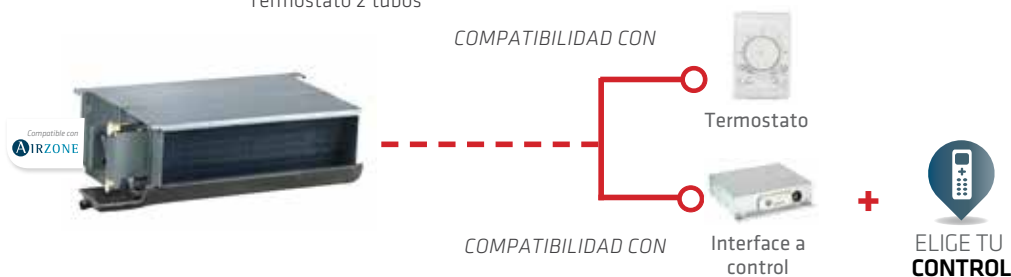 Termostato 2 tubos
COMPATIBILIDAD CON
Compatible con
AIRZONE
Termostato
COMPATIBILIDAD CON
Interface a
control
+
ELIGE TU
CONTROL